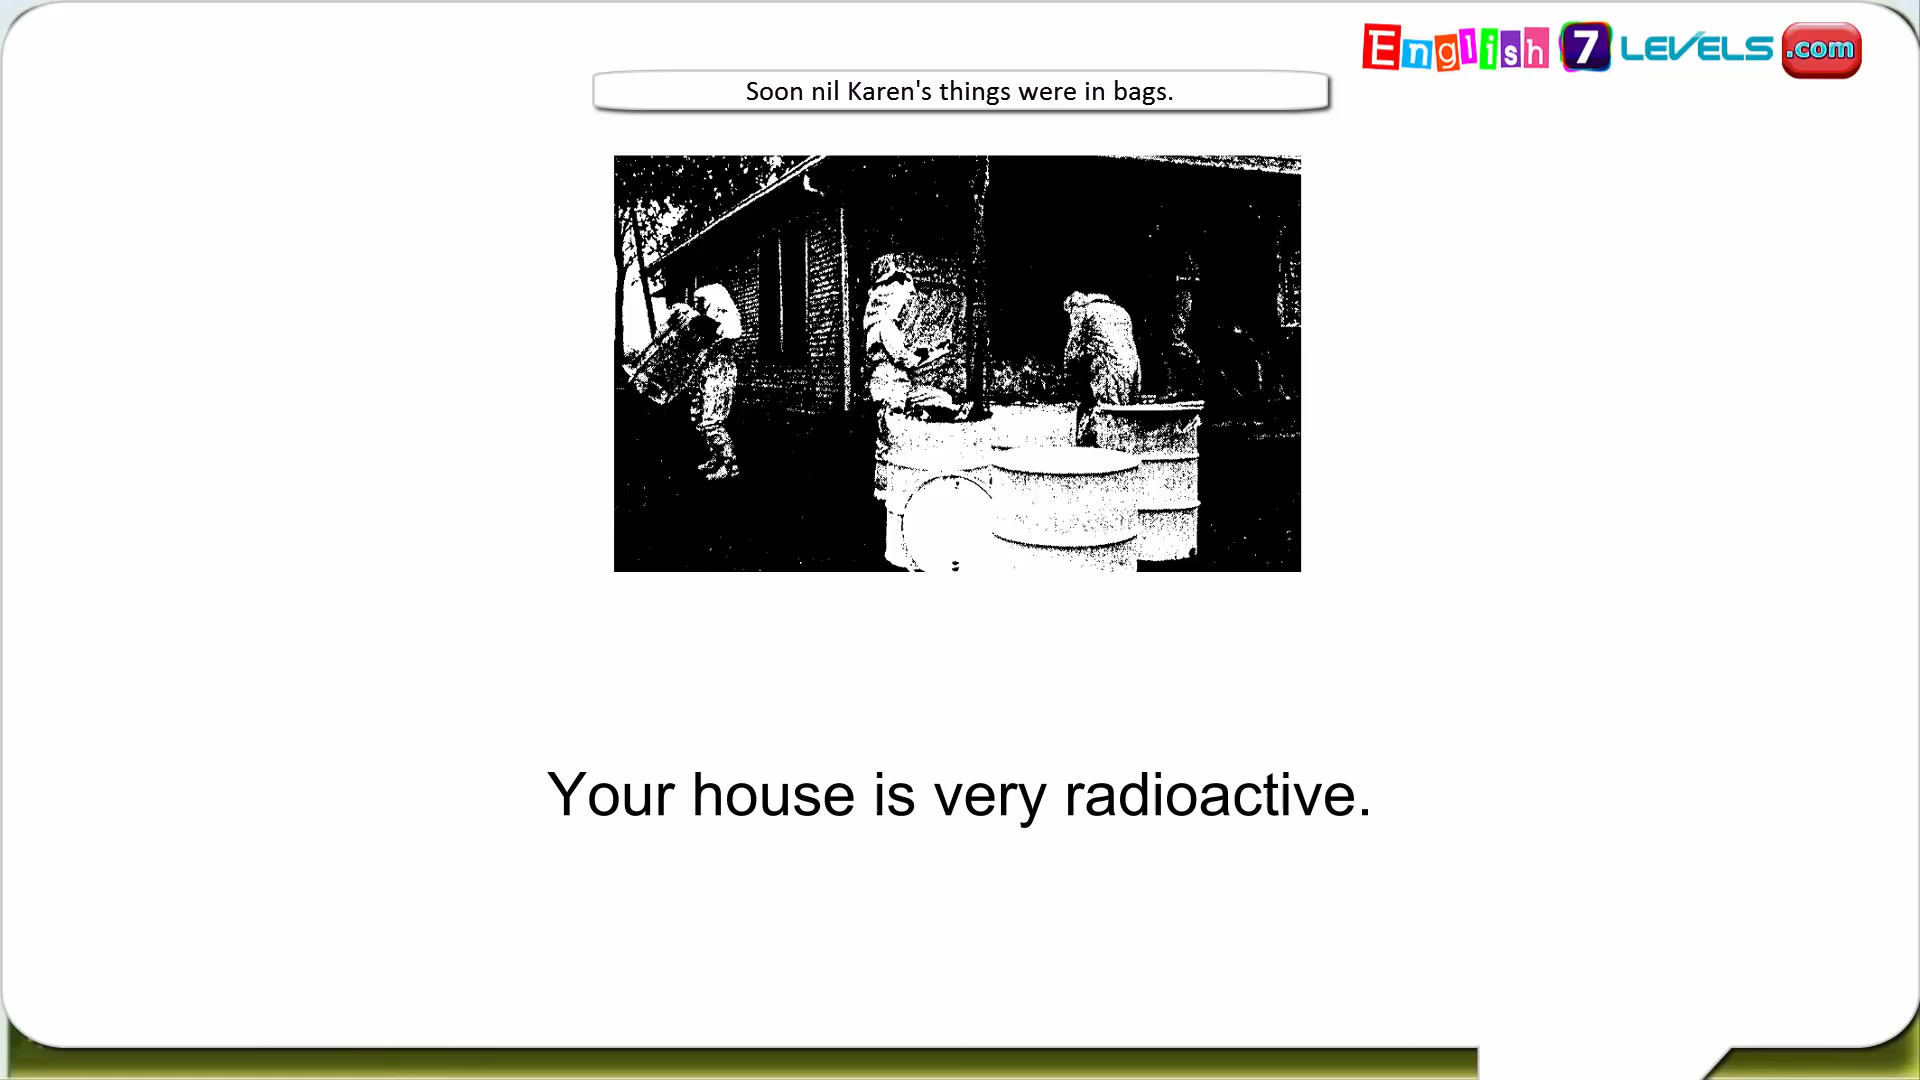 English 7 LEVELS .com
Soon nil Karen's things were in bags.
Your house is very radioactive.